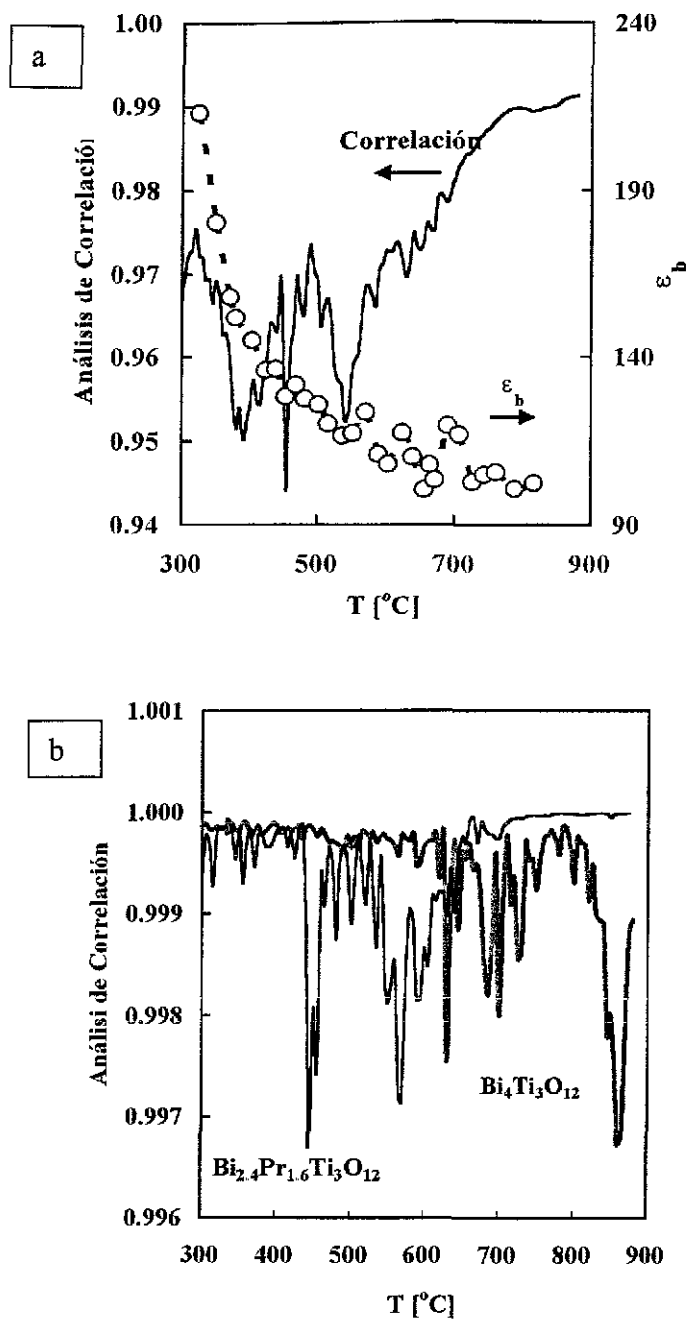 a
1.00
0.99
0.98
0.97
0.96
0.95
0.94
Análisis de Correlació
Correlación
240
190
140
90
ε_b
ε_b
300
500
700
900
T [°C]
b
1.001
1.000
0.999
0.998
0.997
0.996
Análisi de Correlación
Bi₄Ti₃O₁₂
Bi₂.₄Pr₁.₆Ti₃O₁₂
300 400 500 600 700 800 900
T [°C]